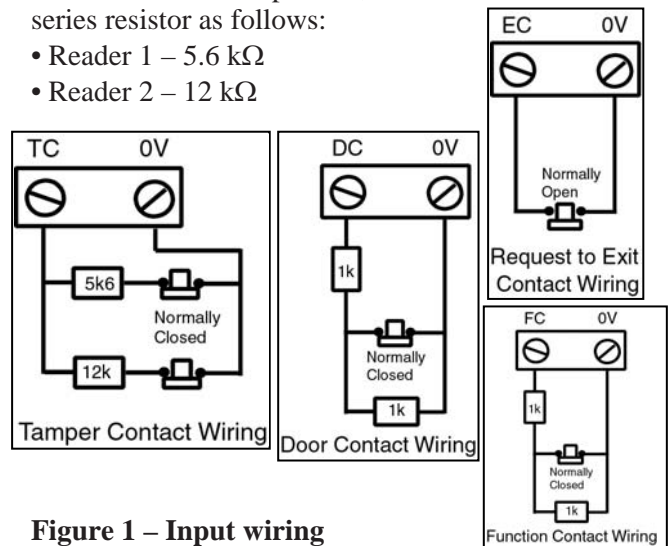 series resistor as follows:
• Reader 1 – 5.6 kΩ
• Reader 2 – 12 kΩ
EC 0V
Normally
Open
Request to Exit
Contact Wiring
TC 0V
5k6
Normally
Closed
12k
Tamper Contact Wiring
DC 0V
1k
Normally
Closed
1k
Door Contact Wiring
FC 0V
1k
Normally
Closed
1k
Function Contact Wiring
Figure 1 – Input wiring